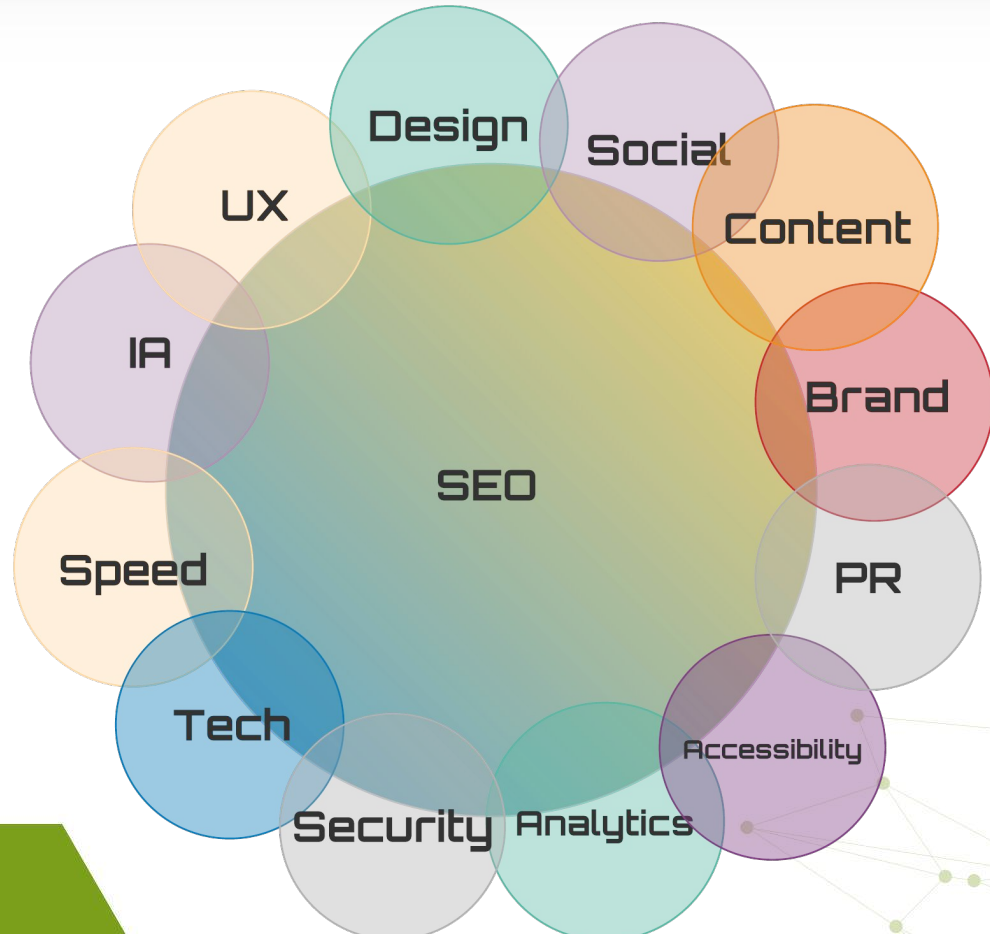 Design
Social
UX
Content
IA
Brand
SEO
Speed
PR
Tech
Accessibility
Security
Analytics